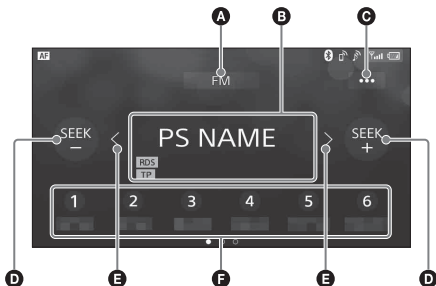 A B C
AF
FM
SEEK
−
PS NAME
SEEK
+
RDS
TP
1 2 3 4 5 6
D E F E D